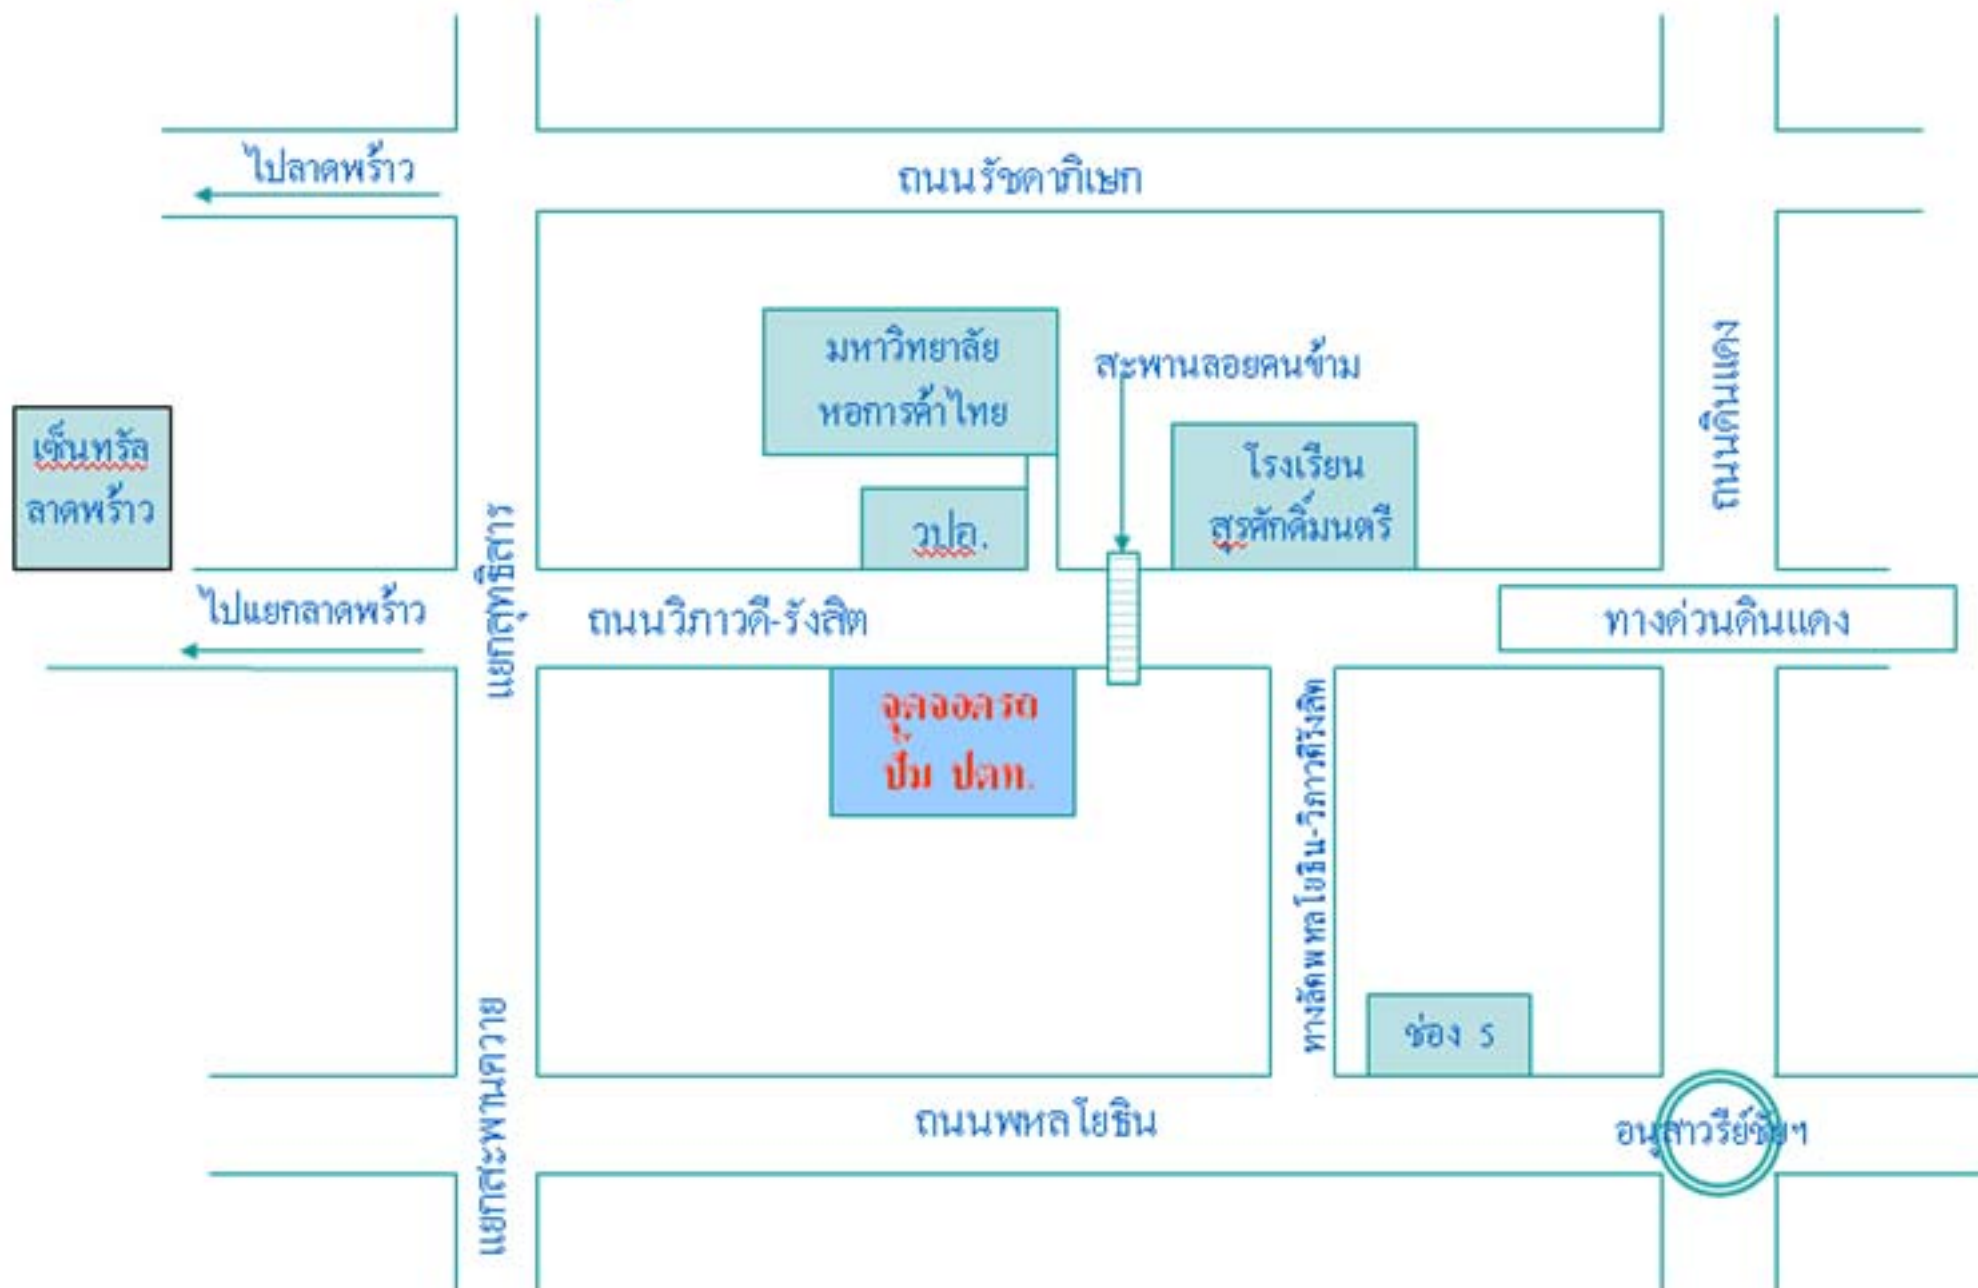 ไปลาดพร้าว
ถนนรัชดาภิเษก
มหาวิทยาลัย
หอการค้าไทย
สะพานลอยคนข้าม
ถนนดินแดง
เซ็นทรัล
ลาดพร้าว
โรงเรียน
สุรศักดิ์มนตรี
วปอ.
แยกสุทธิสาร
ไปแยกลาดพร้าว
ถนนวิภาวดี-รังสิต
ทางด่วนดินแดง
จุดจอดรถ
ปั้ม ปตท.
ทางลัดพหลโยธิน-วิภาวดีรังสิต
ช่อง 5
แยกสะพานควาย
ถนนพหลโยธิน
อนุสาวรีย์ชัยฯ